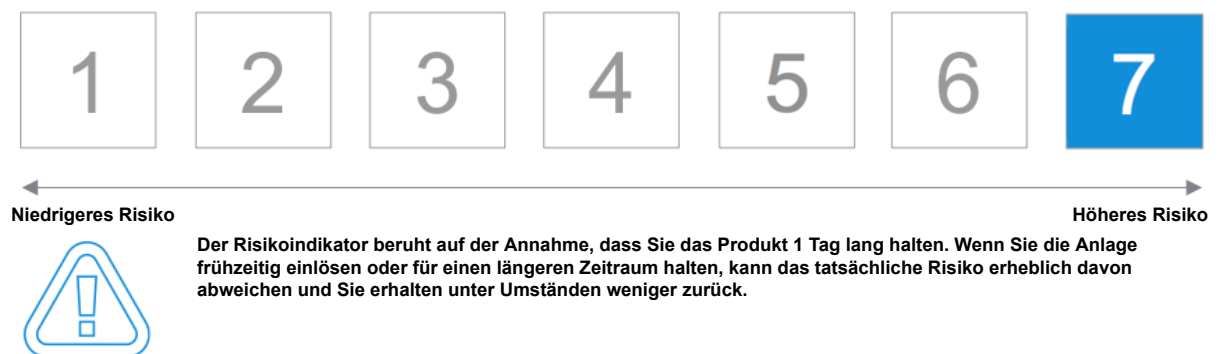 1 2 3 4 5 6 7
Niedrigeres Risiko Höheres Risiko
Der Risikoindikator beruht auf der Annahme, dass Sie das Produkt 1 Tag lang halten. Wenn Sie die Anlage
frühzeitig einlösen oder für einen längeren Zeitraum halten, kann das tatsächliche Risiko erheblich davon
abweichen und Sie erhalten unter Umständen weniger zurück.